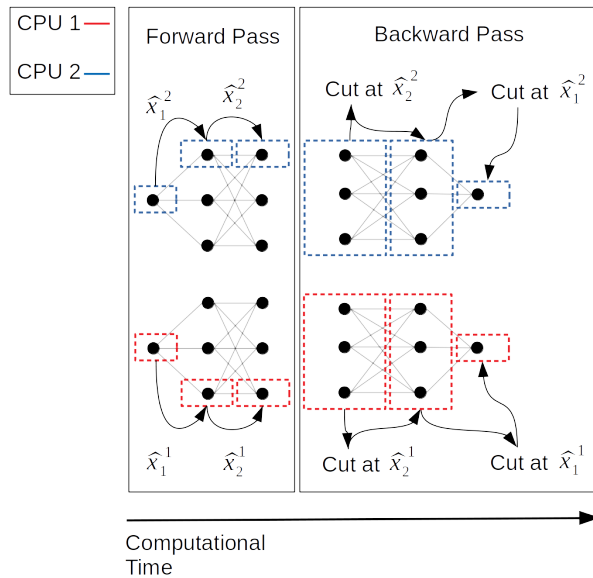 CPU 1
CPU 2
Forward Pass
Backward Pass
x̂₁²
x̂₂²
Cut at x̂₂²
Cut at x̂₁²
x̂₁¹
x̂₂¹
Cut at x̂₂¹
Cut at x̂₁¹
Computational
Time